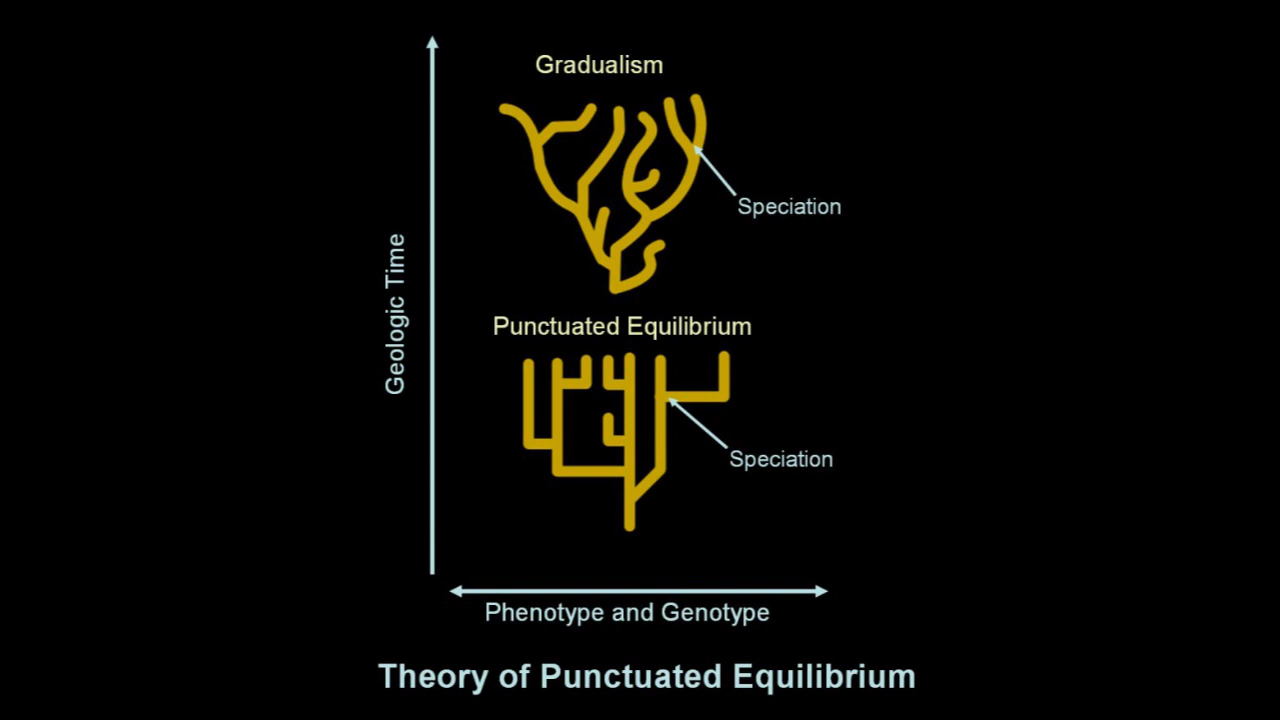 Gradualism
Speciation
Geologic Time
Punctuated Equilibrium
Speciation
Phenotype and Genotype
Theory of Punctuated Equilibrium